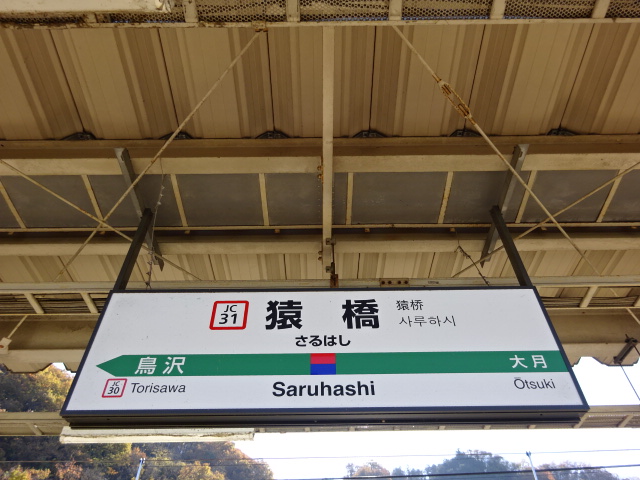 JC
31
猿橋
猿桥
사루하시
さるはし
鳥沢
大月
JC
30
Torisawa
Saruhashi
Ōtsuki